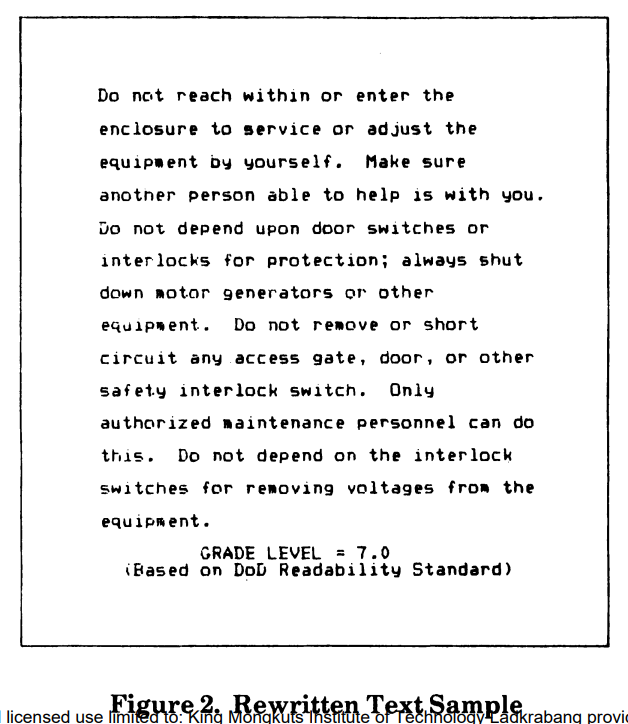 Do not reach within or enter the
enclosure to service or adjust the
equipment by yourself.  Make sure
another person able to help is with you.
Do not depend upon door switches or
interlocks for protection; always shut
down motor generators or other
equipment.  Do not remove or short
circuit any access gate, door, or other
safety interlock switch.  Only
authorized maintenance personnel can do
this.  Do not depend on the interlock
switches for removing voltages from the
equipment.
GRADE LEVEL = 7.0
(Based on DoD Readability Standard)
Figure 2. Rewritten Text Sample
licensed use limited to: King Mongkuts Institute of Technology Ladkrabang provi